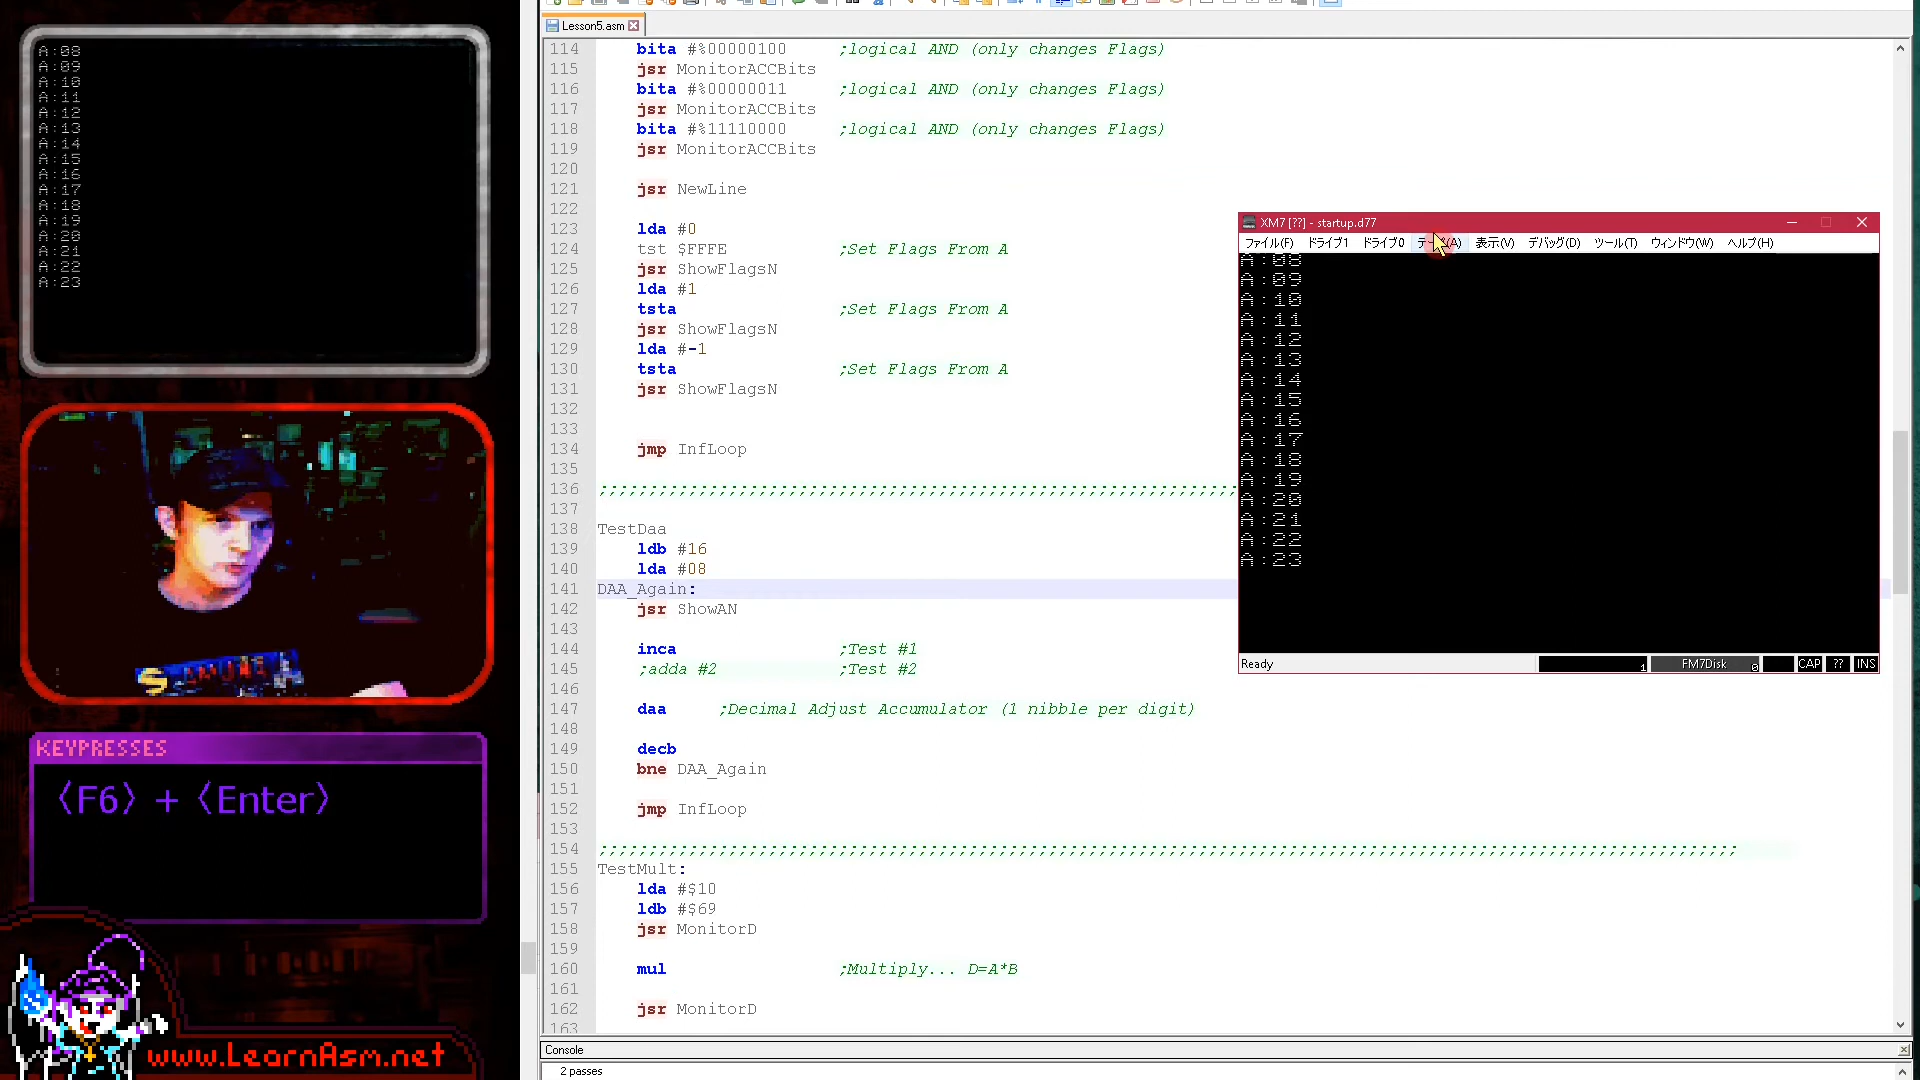 A:08
A:09
A:10
A:11
A:12
A:13
A:14
A:15
A:16
A:17
A:18
A:19
A:20
A:21
A:22
A:23
KEYPRESSES
〈F6〉 + 〈Enter〉
www.LearnAsm.net
Lesson5.asm
114 bita #%00000100 ;logical AND (only changes Flags)
115 jsr MonitorACCBits
116 bita #%00000011 ;logical AND (only changes Flags)
117 jsr MonitorACCBits
118 bita #%11110000 ;logical AND (only changes Flags)
119 jsr MonitorACCBits
120
121 jsr NewLine
122
123 lda #0
124 tst $FFFE ;Set Flags From A
125 jsr ShowFlagsN
126 lda #1
127 tsta ;Set Flags From A
128 jsr ShowFlagsN
129 lda #-1
130 tsta ;Set Flags From A
131 jsr ShowFlagsN
132
133
134 jmp InfLoop
135
136 ;;;;;;;;;;;;;;;;;;;;;;;;;;;;;;;;;;;;;;;;;;;;;;;;;;;;;;;;;;;;;;;;
137
138 TestDaa
139 ldb #16
140 lda #08
141 DAA_Again:
142 jsr ShowAN
143
144 inca ;Test #1
145 ;adda #2 ;Test #2
146
147 daa ;Decimal Adjust Accumulator (1 nibble per digit)
148
149 decb
150 bne DAA_Again
151
152 jmp InfLoop
153
154 ;;;;;;;;;;;;;;;;;;;;;;;;;;;;;;;;;;;;;;;;;;;;;;;;;;;;;;;;;;;;;;;;;;;;;;;;;;;;;;;;;;;;;;;;;;;;;;;;;;;;;;;;;;;;;;;;;;
155 TestMult:
156 lda #$10
157 ldb #$69
158 jsr MonitorD
159
160 mul ;Multiply... D=A*B
161
162 jsr MonitorD
163
XM7 [??] - startup.d77
ファイル(F) ドライブ1 ドライブ0 表示(V) デバッグ(D) ツール(T) ウィンドウ(W) ヘルプ(H)
A:08
A:09
A:10
A:11
A:12
A:13
A:14
A:15
A:16
A:17
A:18
A:19
A:20
A:21
A:22
A:23
Ready 1 FM7Disk 0 CAP ?? INS
Console
2 passes